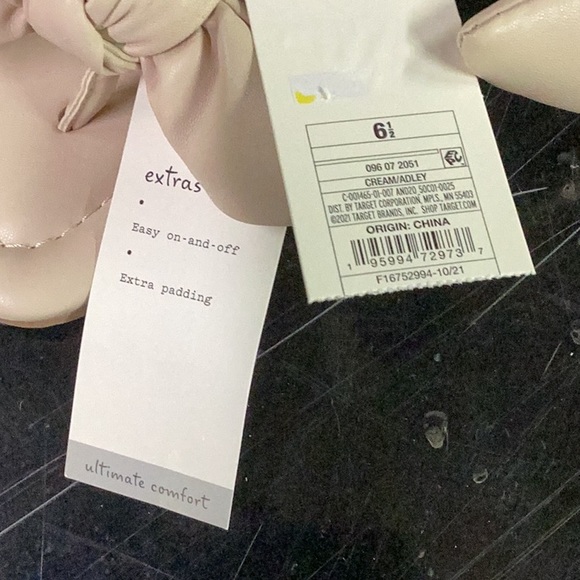 extras
•
Easy on-and-off
•
Extra padding
ultimate comfort
6½
096 07 2051
CREAM/ADLEY
C-001465-01-007 AND20 SOC01-0025
DIST. BY TARGET CORPORATION, MPLS., MN 55403
©2021 TARGET BRANDS, INC. SHOP TARGET.COM
ORIGIN: CHINA
1 95994 72973 7
F16752994-10/21